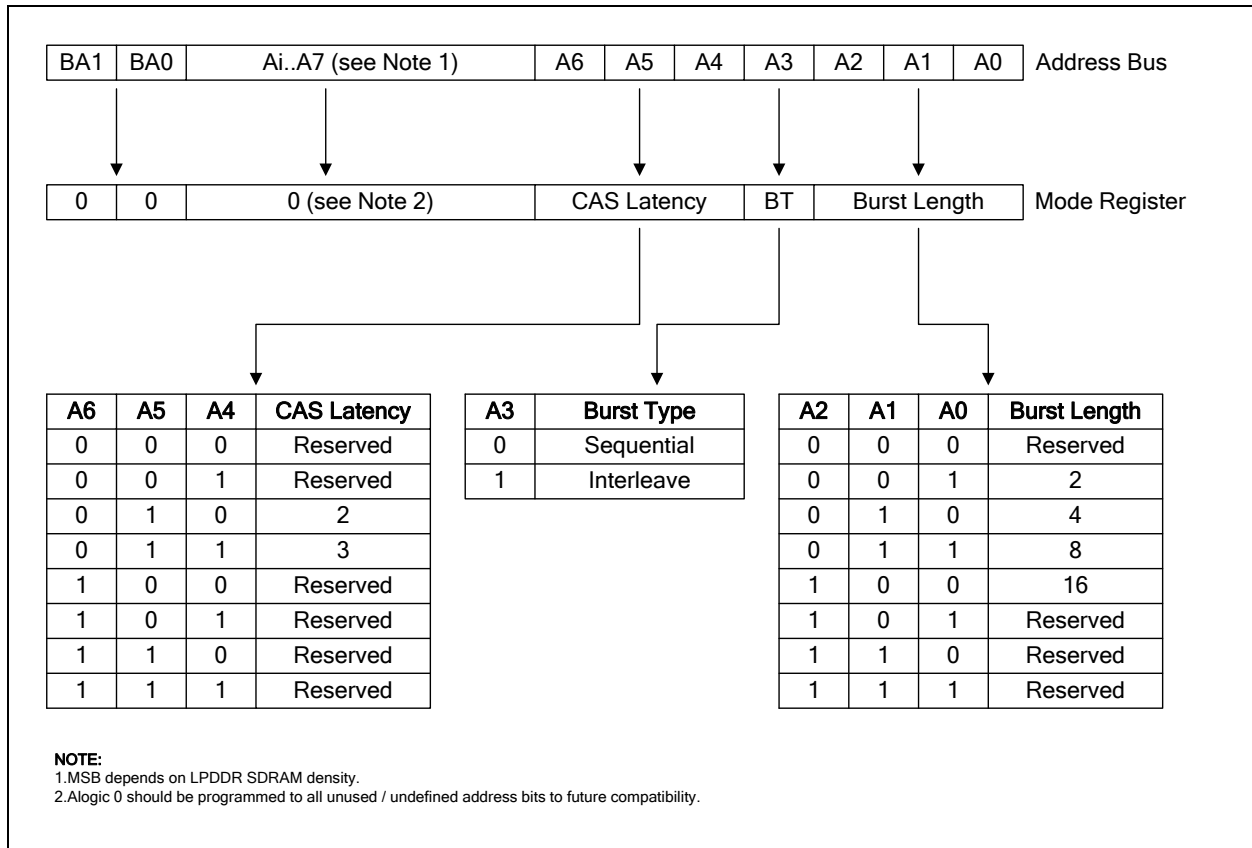 BA1 BA0 Ai..A7 (see Note 1) A6 A5 A4 A3 A2 A1 A0 Address Bus
0 0 0 (see Note 2) CAS Latency BT Burst Length Mode Register
A6 A5 A4 CAS Latency
0 0 0 Reserved
0 0 1 Reserved
0 1 0 2
0 1 1 3
1 0 0 Reserved
1 0 1 Reserved
1 1 0 Reserved
1 1 1 Reserved
A3 Burst Type
0 Sequential
1 Interleave
A2 A1 A0 Burst Length
0 0 0 Reserved
0 0 1 2
0 1 0 4
0 1 1 8
1 0 0 16
1 0 1 Reserved
1 1 0 Reserved
1 1 1 Reserved
NOTE:
1.MSB depends on LPDDR SDRAM density.
2.Alogic 0 should be programmed to all unused / undefined address bits to future compatibility.